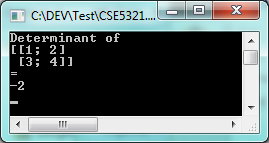 C:\DEV\Test\CSE5321....
Determinant of
[[1; 2]
[3; 4]]
=
-2